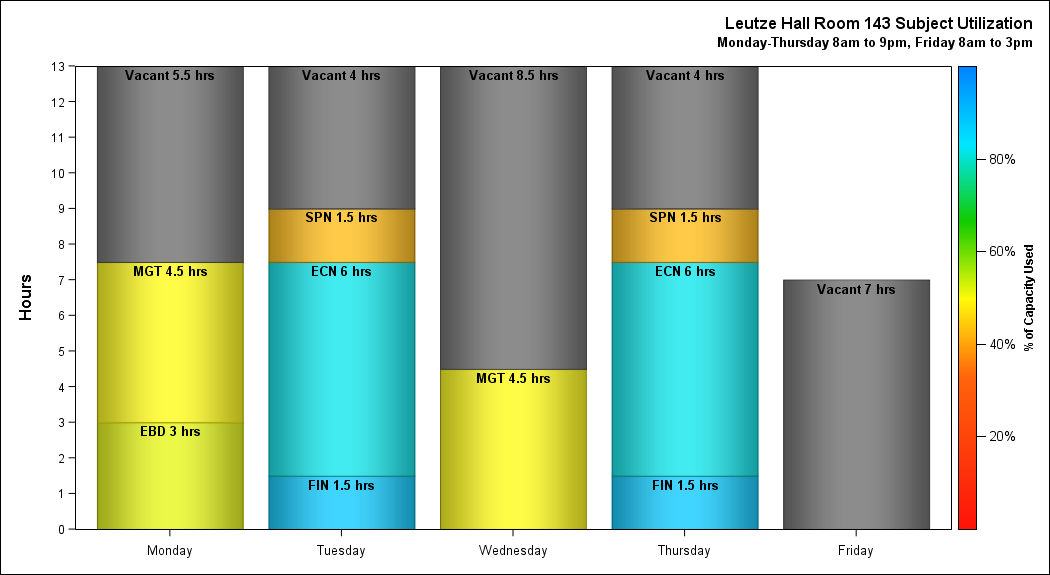 Leutze Hall Room 143 Subject Utilization
Monday-Thursday 8am to 9pm, Friday 8am to 3pm
Hours
13
12
11
10
9
8
7
6
5
4
3
2
1
0
Vacant 5.5 hrs
MGT 4.5 hrs
EBD 3 hrs
Vacant 4 hrs
SPN 1.5 hrs
ECN 6 hrs
FIN 1.5 hrs
Vacant 8.5 hrs
MGT 4.5 hrs
Vacant 4 hrs
SPN 1.5 hrs
ECN 6 hrs
FIN 1.5 hrs
Vacant 7 hrs
Monday
Tuesday
Wednesday
Thursday
Friday
80%
60%
40%
20%
% of Capacity Used